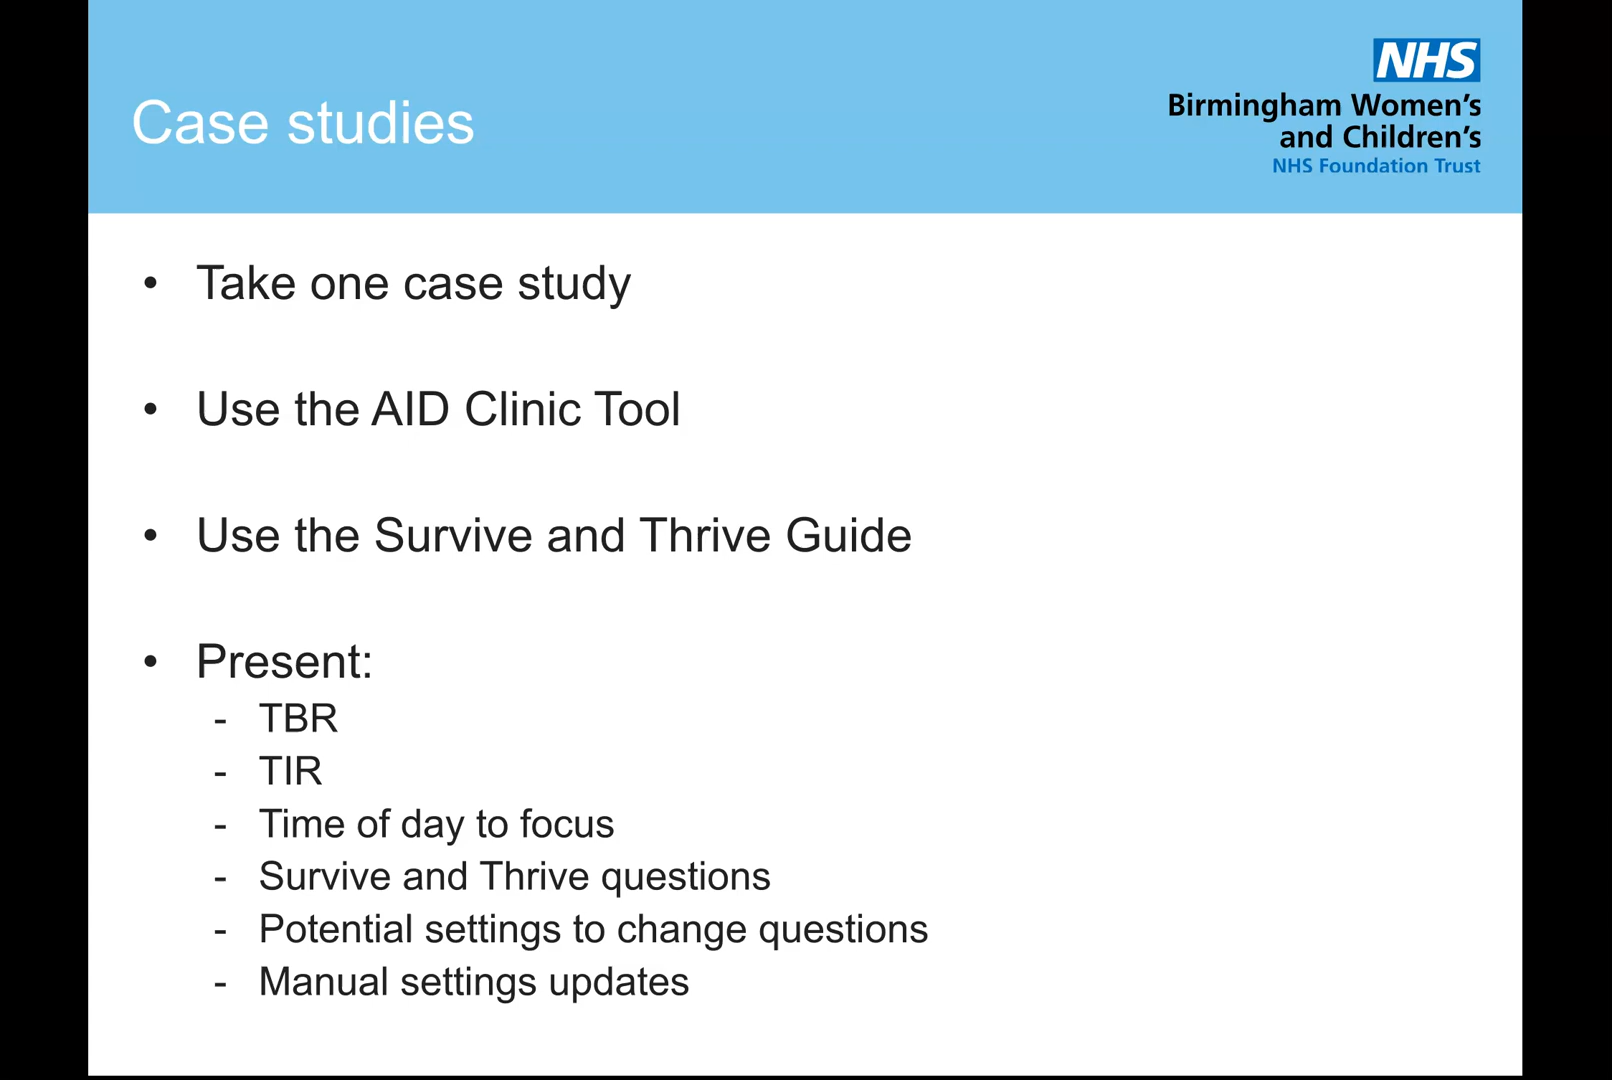 Case studies
NHS
Birmingham Women's
and Children's
NHS Foundation Trust
• Take one case study
• Use the AID Clinic Tool
• Use the Survive and Thrive Guide
• Present:
- TBR
- TIR
- Time of day to focus
- Survive and Thrive questions
- Potential settings to change questions
- Manual settings updates